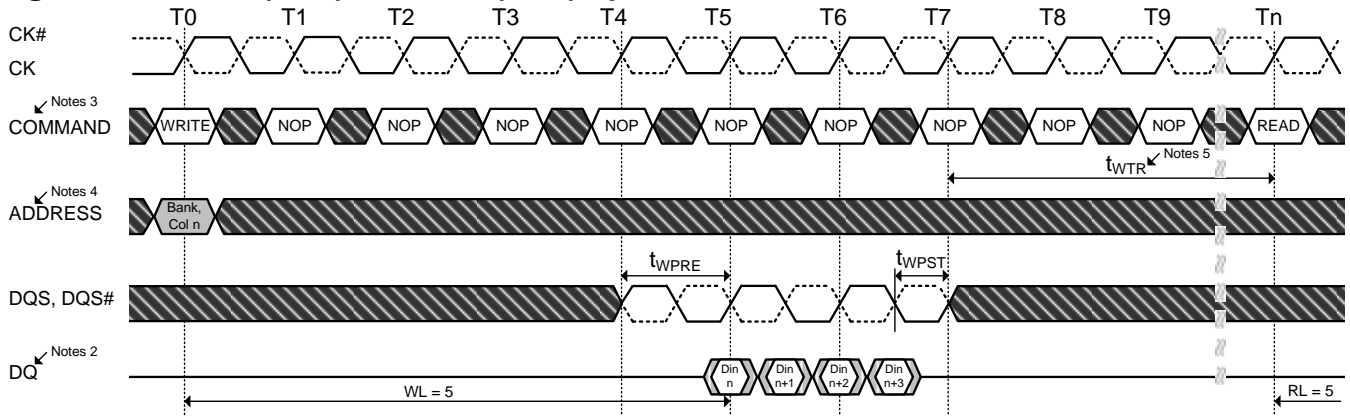 T0 T1 T2 T3 T4 T5 T6 T7 T8 T9 Tn
CK#
CK
Notes 3
COMMAND WRITE NOP NOP NOP NOP NOP NOP NOP NOP NOP READ
tWTR Notes 5
Notes 4
ADDRESS
Bank,
Col n
tWPRE tWPST
DQS, DQS#
Notes 2
DQ
Din Din Din Din
n n+1 n+2 n+3
WL = 5 RL = 5